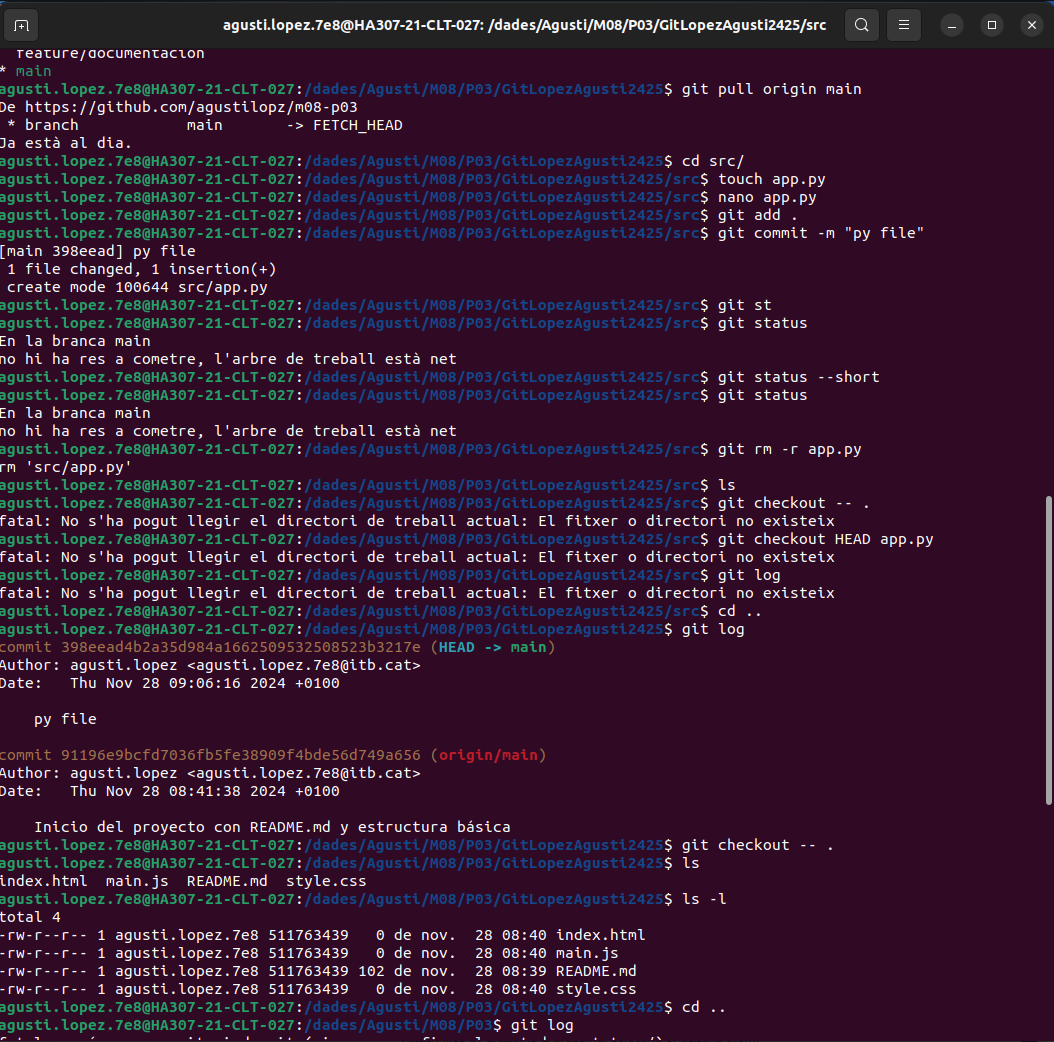 agusti.lopez.7e8@HA307-21-CLT-027: /dades/Agusti/M08/P03/GitLopezAgusti2425/src
feature/documentacion
* main
agusti.lopez.7e8@HA307-21-CLT-027:/dades/Agusti/M08/P03/GitLopezAgusti2425$ git pull origin main
De https://github.com/agustilopz/m08-p03
 * branch            main       -> FETCH_HEAD
Ja està al dia.
agusti.lopez.7e8@HA307-21-CLT-027:/dades/Agusti/M08/P03/GitLopezAgusti2425$ cd src/
agusti.lopez.7e8@HA307-21-CLT-027:/dades/Agusti/M08/P03/GitLopezAgusti2425/src$ touch app.py
agusti.lopez.7e8@HA307-21-CLT-027:/dades/Agusti/M08/P03/GitLopezAgusti2425/src$ nano app.py
agusti.lopez.7e8@HA307-21-CLT-027:/dades/Agusti/M08/P03/GitLopezAgusti2425/src$ git add .
agusti.lopez.7e8@HA307-21-CLT-027:/dades/Agusti/M08/P03/GitLopezAgusti2425/src$ git commit -m "py file"
[main 398eead] py file
 1 file changed, 1 insertion(+)
 create mode 100644 src/app.py
agusti.lopez.7e8@HA307-21-CLT-027:/dades/Agusti/M08/P03/GitLopezAgusti2425/src$ git st
agusti.lopez.7e8@HA307-21-CLT-027:/dades/Agusti/M08/P03/GitLopezAgusti2425/src$ git status
En la branca main
no hi ha res a cometre, l'arbre de treball està net
agusti.lopez.7e8@HA307-21-CLT-027:/dades/Agusti/M08/P03/GitLopezAgusti2425/src$ git status --short
agusti.lopez.7e8@HA307-21-CLT-027:/dades/Agusti/M08/P03/GitLopezAgusti2425/src$ git status
En la branca main
no hi ha res a cometre, l'arbre de treball està net
agusti.lopez.7e8@HA307-21-CLT-027:/dades/Agusti/M08/P03/GitLopezAgusti2425/src$ git rm -r app.py
rm 'src/app.py'
agusti.lopez.7e8@HA307-21-CLT-027:/dades/Agusti/M08/P03/GitLopezAgusti2425/src$ ls
agusti.lopez.7e8@HA307-21-CLT-027:/dades/Agusti/M08/P03/GitLopezAgusti2425/src$ git checkout -- .
fatal: No s'ha pogut llegir el directori de treball actual: El fitxer o directori no existeix
agusti.lopez.7e8@HA307-21-CLT-027:/dades/Agusti/M08/P03/GitLopezAgusti2425/src$ git checkout HEAD app.py
fatal: No s'ha pogut llegir el directori de treball actual: El fitxer o directori no existeix
agusti.lopez.7e8@HA307-21-CLT-027:/dades/Agusti/M08/P03/GitLopezAgusti2425/src$ git log
fatal: No s'ha pogut llegir el directori de treball actual: El fitxer o directori no existeix
agusti.lopez.7e8@HA307-21-CLT-027:/dades/Agusti/M08/P03/GitLopezAgusti2425/src$ cd ..
agusti.lopez.7e8@HA307-21-CLT-027:/dades/Agusti/M08/P03/GitLopezAgusti2425$ git log
commit 398eead4b2a35d984a1662509532508523b3217e (HEAD -> main)
Author: agusti.lopez <agusti.lopez.7e8@itb.cat>
Date:   Thu Nov 28 09:06:16 2024 +0100
    py file
commit 91196e9bcfd7036fb5fe38909f4bde56d749a656 (origin/main)
Author: agusti.lopez <agusti.lopez.7e8@itb.cat>
Date:   Thu Nov 28 08:41:38 2024 +0100
    Inicio del proyecto con README.md y estructura básica
agusti.lopez.7e8@HA307-21-CLT-027:/dades/Agusti/M08/P03/GitLopezAgusti2425$ git checkout -- .
agusti.lopez.7e8@HA307-21-CLT-027:/dades/Agusti/M08/P03/GitLopezAgusti2425$ ls
index.html  main.js  README.md  style.css
agusti.lopez.7e8@HA307-21-CLT-027:/dades/Agusti/M08/P03/GitLopezAgusti2425$ ls -l
total 4
-rw-r--r-- 1 agusti.lopez.7e8 511763439   0 de nov.  28 08:40 index.html
-rw-r--r-- 1 agusti.lopez.7e8 511763439   0 de nov.  28 08:40 main.js
-rw-r--r-- 1 agusti.lopez.7e8 511763439 102 de nov.  28 08:39 README.md
-rw-r--r-- 1 agusti.lopez.7e8 511763439   0 de nov.  28 08:40 style.css
agusti.lopez.7e8@HA307-21-CLT-027:/dades/Agusti/M08/P03/GitLopezAgusti2425$ cd ..
agusti.lopez.7e8@HA307-21-CLT-027:/dades/Agusti/M08/P03$ git log